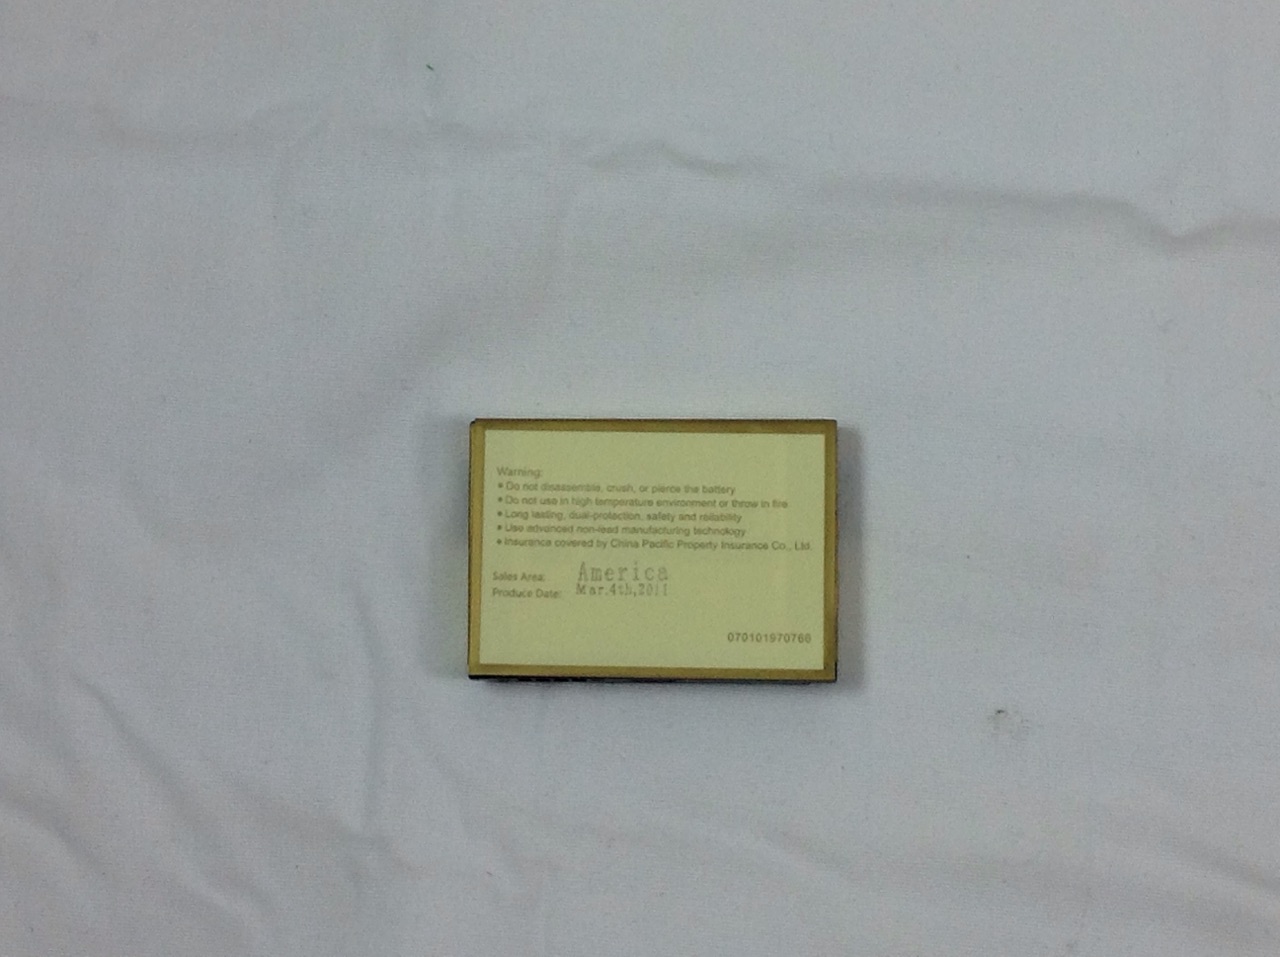 Warning:
• Do not disassemble, crush, or pierce the battery
• Do not use in high temperature environment or throw in fire
• Long lasting, dual-protection, safety and reliability
• Use advanced non-lead manufacturing technology
• Insurance covered by China Pacific Property Insurance Co., Ltd.
Sales Area: America
Produce Date: Mar.4th,2011
070101970768